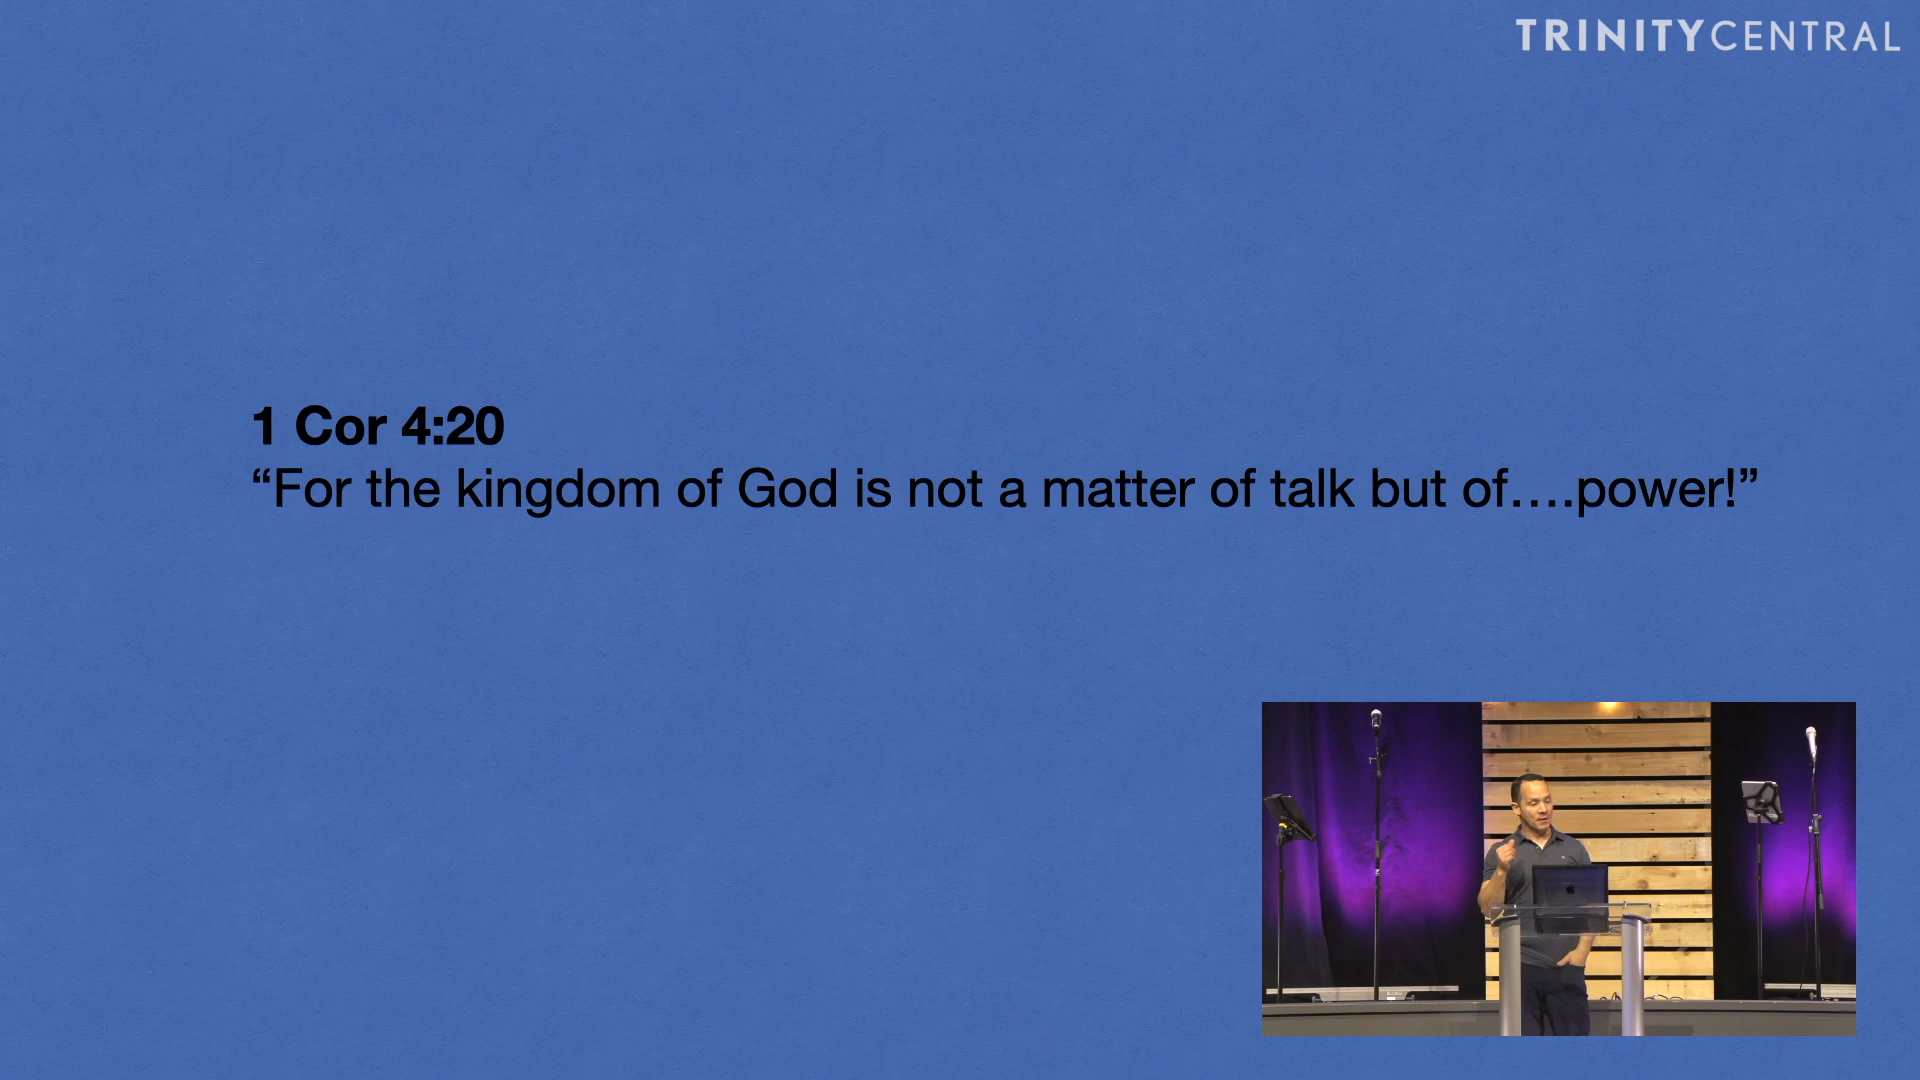 TRINITYCENTRAL
1 Cor 4:20
“For the kingdom of God is not a matter of talk but of….power!”